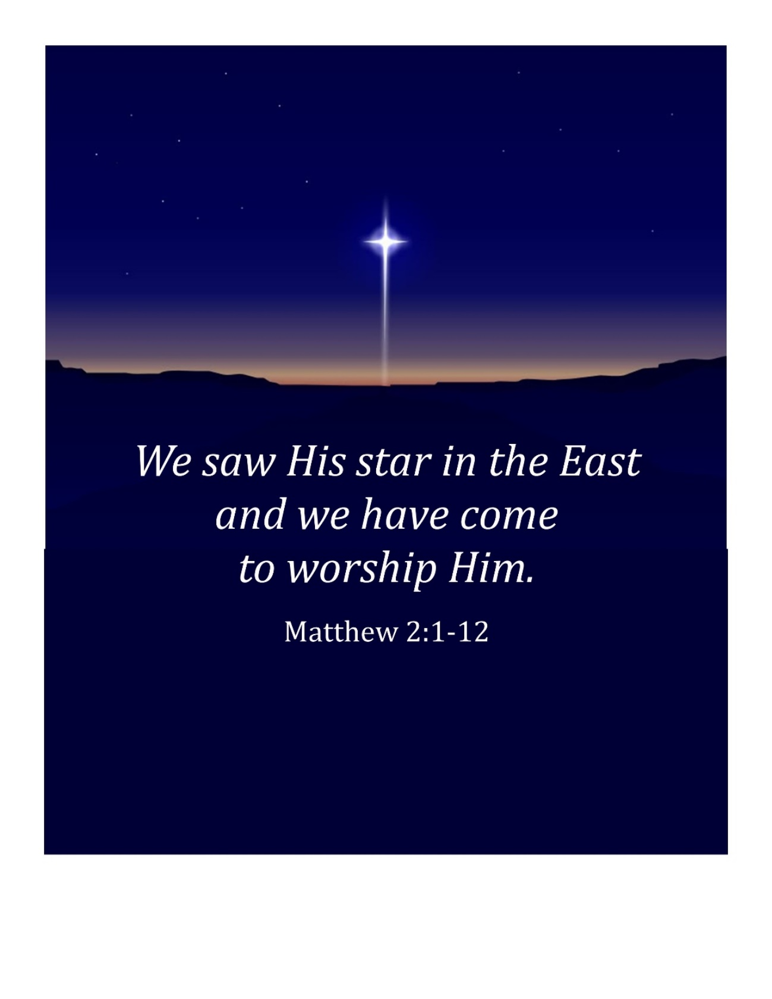 We saw His star in the East
and we have come
to worship Him.
Matthew 2:1-12